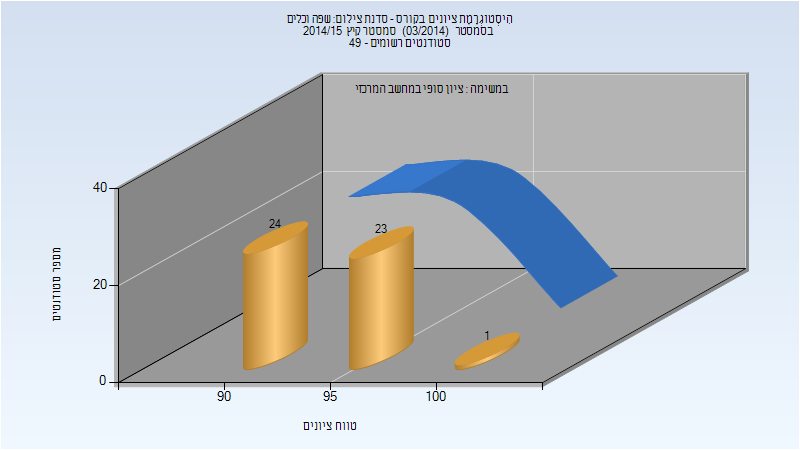 היסטוגרמת ציונים בקורס - סדנת צילום: שפה וכלים
בסמסטר (03/2014) סמסטר קיץ 2014/15
סטודנטים רשומים - 49
במשימה : ציון סופי במחשב המרכזי
40
20
0
מספר סטודנטים
24
23
1
90
95
100
טווח ציונים